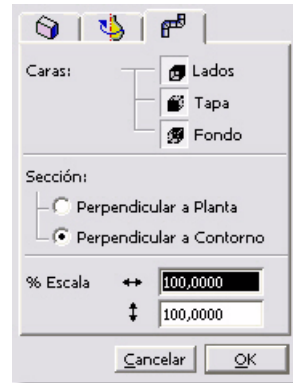 Caras: Lados
Tapa
Fondo
Sección:
Perpendicular a Planta
Perpendicular a Contorno
% Escala 100,0000
100,0000
Cancelar OK